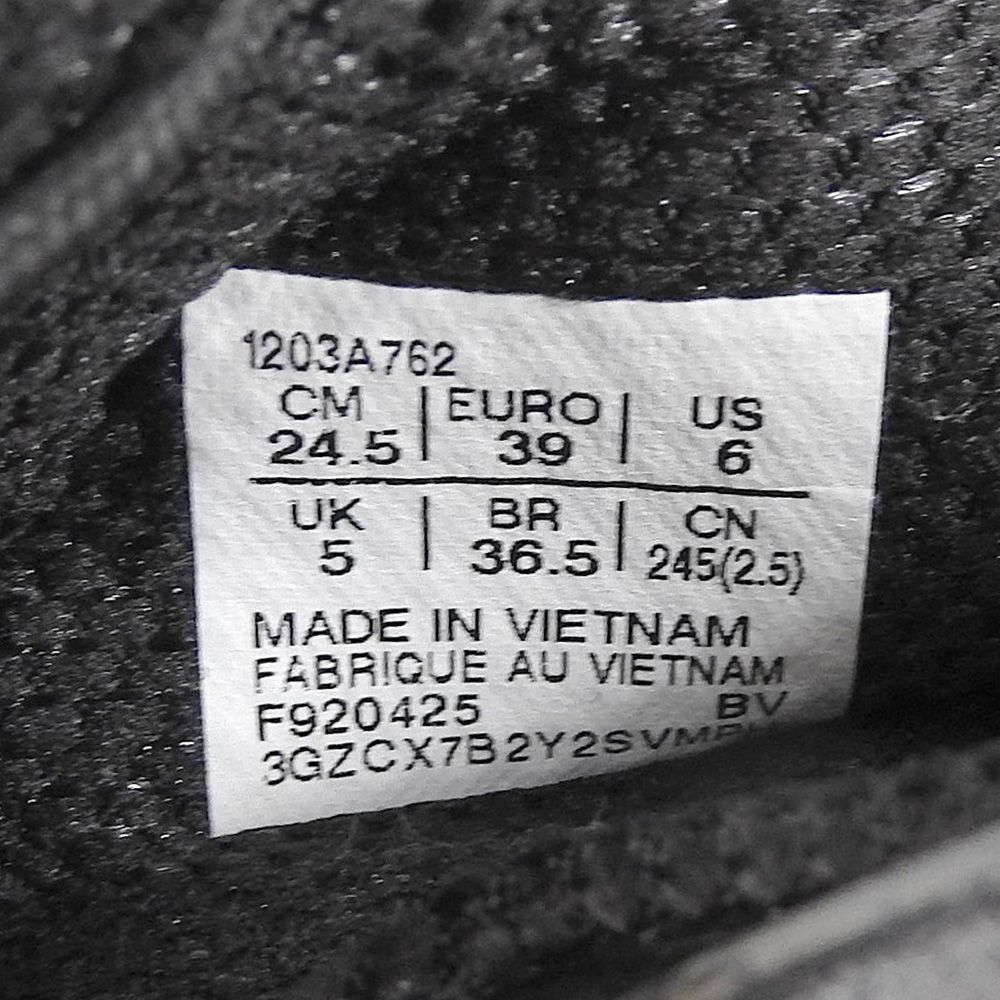 1203A762
CM | EURO | US
24.5 | 39 | 6
UK | BR | CN
5 | 36.5 | 245(2.5)
MADE IN VIETNAM
FABRIQUE AU VIETNAM
F920425 BV